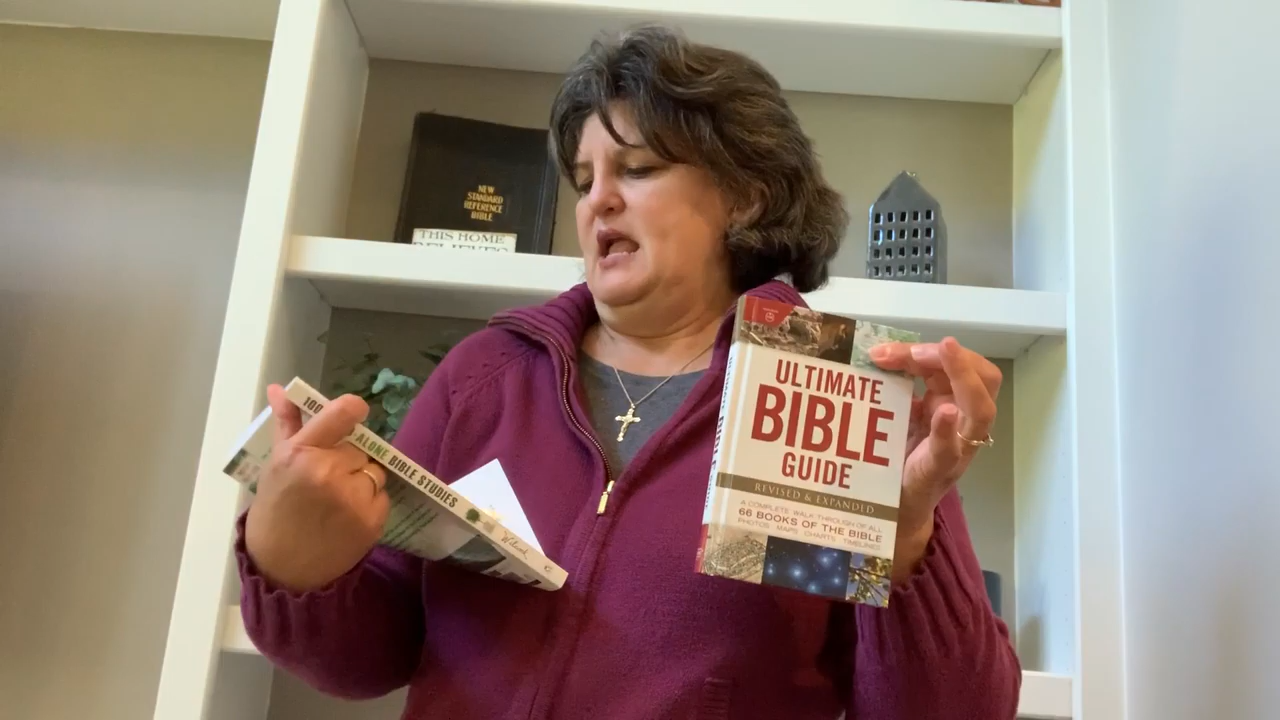 NEW
STANDARD
REFERENCE
BIBLE
THIS HOME
BELIEVES
100
ALONE BIBLE STUDIES
ULTIMATE
BIBLE
GUIDE
REVISED & EXPANDED
A COMPLETE WALK THROUGH OF ALL
66 BOOKS OF THE BIBLE
PHOTOS MAPS CHARTS TIMELINES